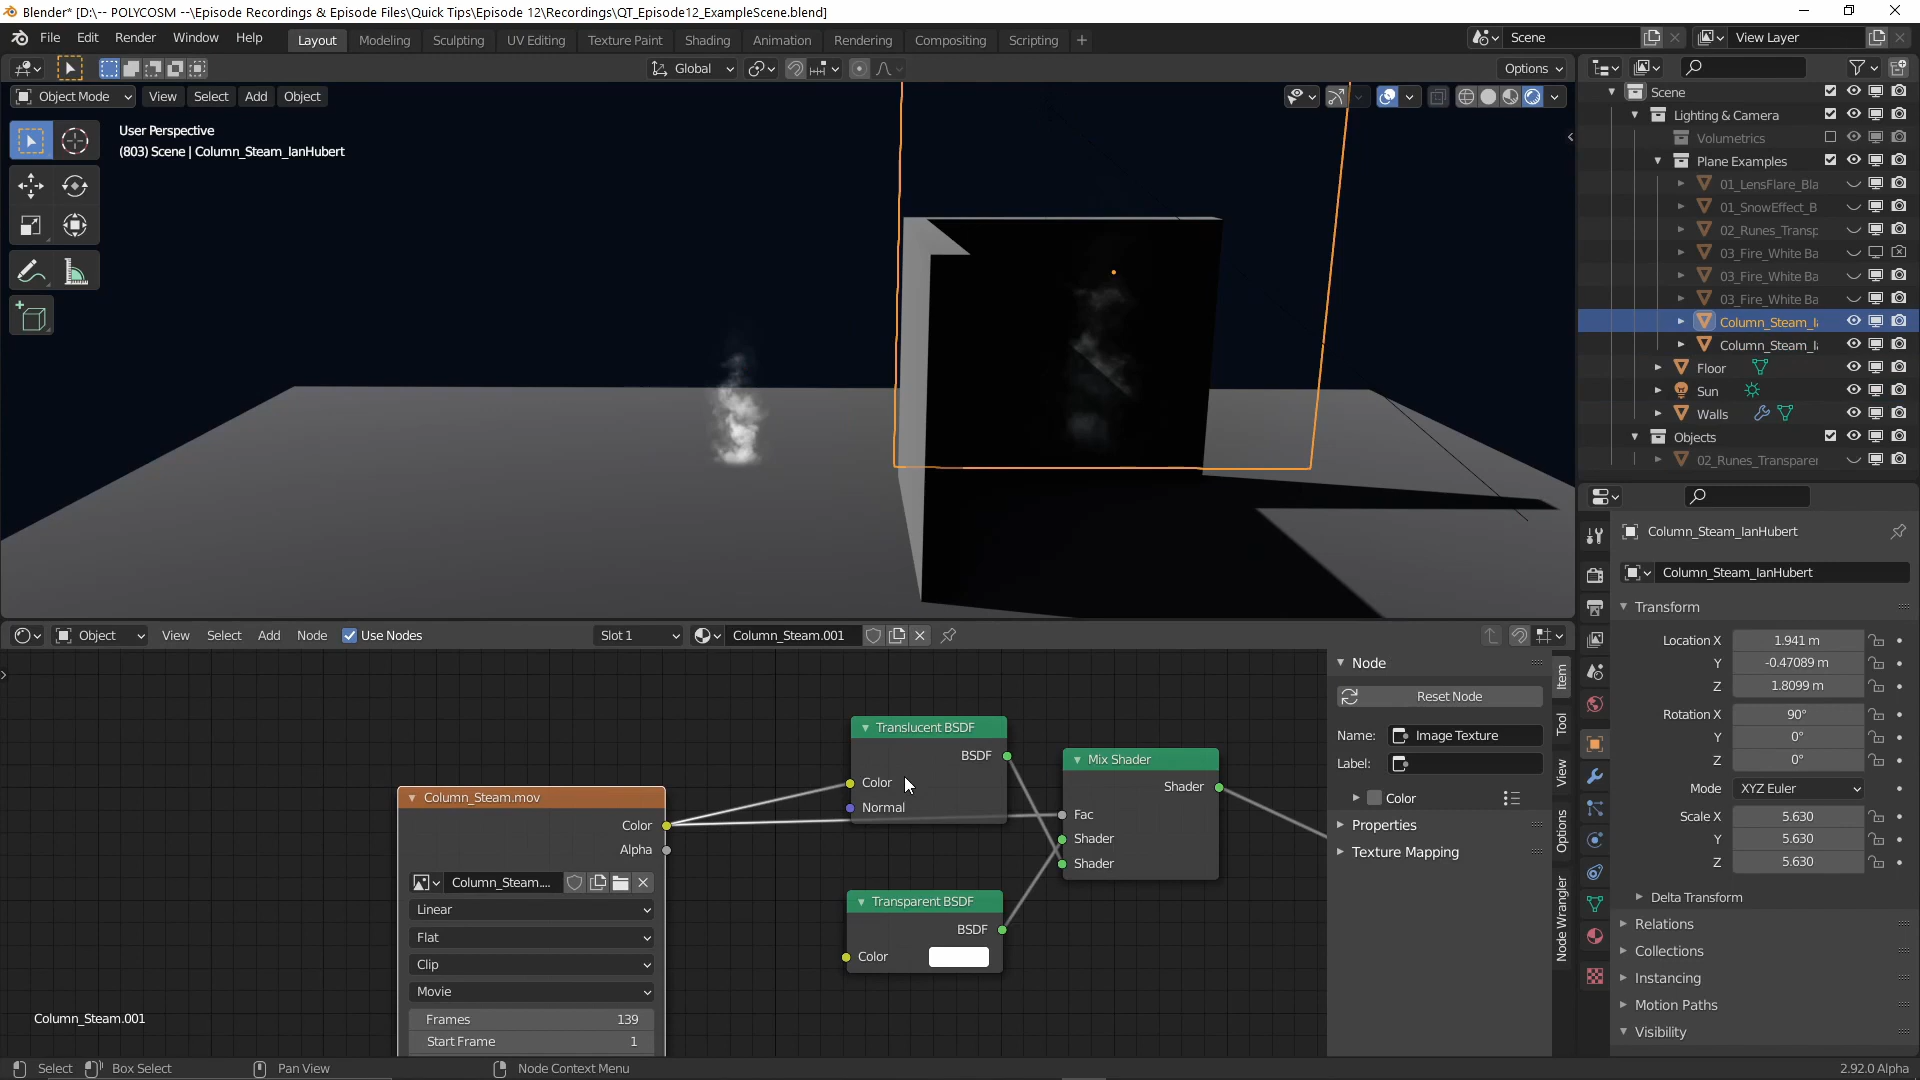 Blender* [D:\-- POLYCOSM --\Episode Recordings & Episode Files\Quick Tips\Episode 12\Recordings\QT_Episode12_ExampleScene.blend]
File Edit Render Window Help Layout Modeling Sculpting UV Editing Texture Paint Shading Animation Rendering Compositing Scripting + Scene View Layer
Global Options
Object Mode View Select Add Object
User Perspective
(803) Scene | Column_Steam_IanHubert
Scene
Lighting & Camera
Volumetrics
Plane Examples
01_LensFlare_Bla
01_SnowEffect_B
02_Runes_Transp
03_Fire_White Ba
03_Fire_White Ba
03_Fire_White Ba
Column_Steam_I
Column_Steam_I
Floor
Sun
Walls
Objects
02_Runes_Transparen
Object View Select Add Node Use Nodes Slot 1 Column_Steam.001
Column_Steam.mov
Color
Alpha
Column_Steam....
Linear
Flat
Clip
Movie
Frames 139
Start Frame 1
Translucent BSDF
BSDF
Color
Normal
Transparent BSDF
BSDF
Color
Mix Shader
Shader
Fac
Shader
Shader
Column_Steam.001
Node
Reset Node
Name: Image Texture
Label:
Color
Properties
Texture Mapping
Item
Tool
View
Options
Node Wrangler
Column_Steam_IanHubert
Column_Steam_IanHubert
Transform
Location X 1.941 m
Y -0.47089 m
Z 1.8099 m
Rotation X 90°
Y 0°
Z 0°
Mode XYZ Euler
Scale X 5.630
Y 5.630
Z 5.630
Delta Transform
Relations
Collections
Instancing
Motion Paths
Visibility
Select Box Select Pan View Node Context Menu 2.92.0 Alpha